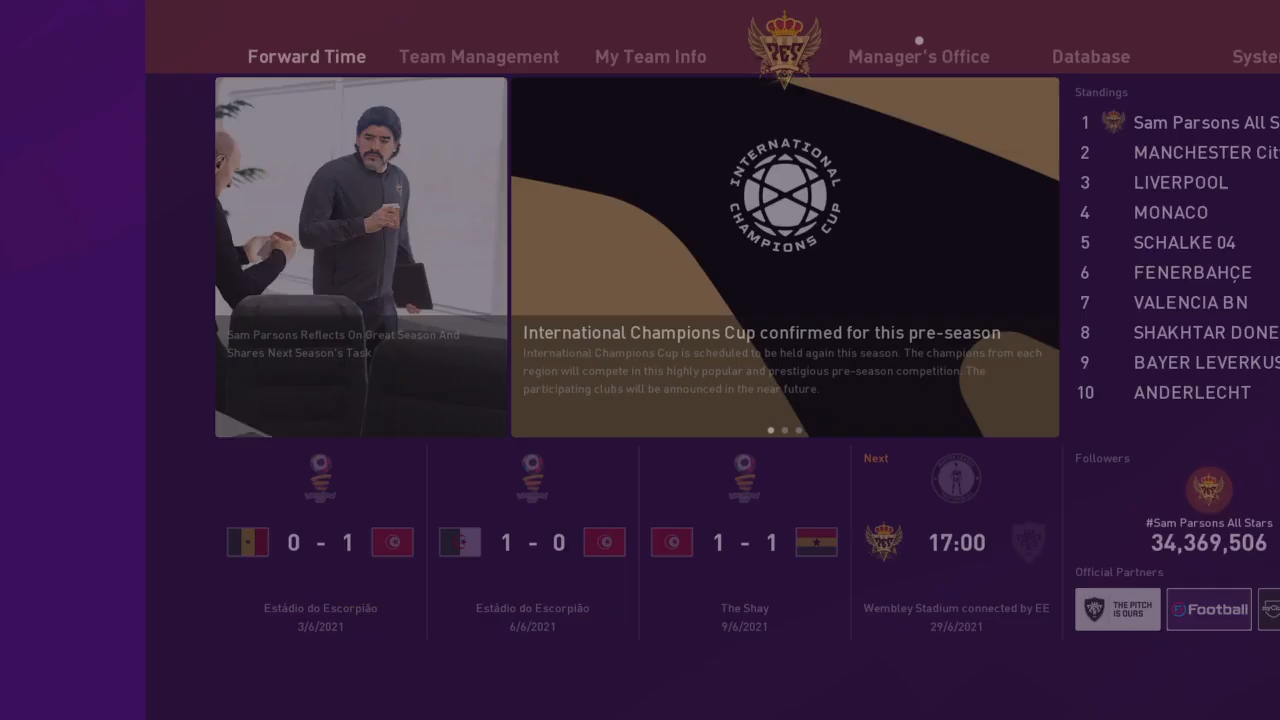 Forward Time
Team Management
My Team Info
PES
Manager's Office
Database
Syste
Sam Parsons Reflects On Great Season And
Shares Next Season's Task
INTERNATIONAL
CHAMPIONS CUP
International Champions Cup confirmed for this pre-season
International Champions Cup is scheduled to be held again this season. The champions from each
region will compete in this highly popular and prestigious pre-season competition. The
participating clubs will be announced in the near future.
Standings
1 Sam Parsons All S
2 MANCHESTER Cit
3 LIVERPOOL
4 MONACO
5 SCHALKE 04
6 FENERBAHÇE
7 VALENCIA BN
8 SHAKHTAR DONE
9 BAYER LEVERKUS
10 ANDERLECHT
0 - 1
Estádio do Escorpião
3/6/2021
1 - 0
Estádio do Escorpião
6/6/2021
1 - 1
The Shay
9/6/2021
Next
17:00
Wembley Stadium connected by EE
29/6/2021
Followers
#Sam Parsons All Stars
34,369,506
Official Partners
THE PITCH
IS OURS
Football